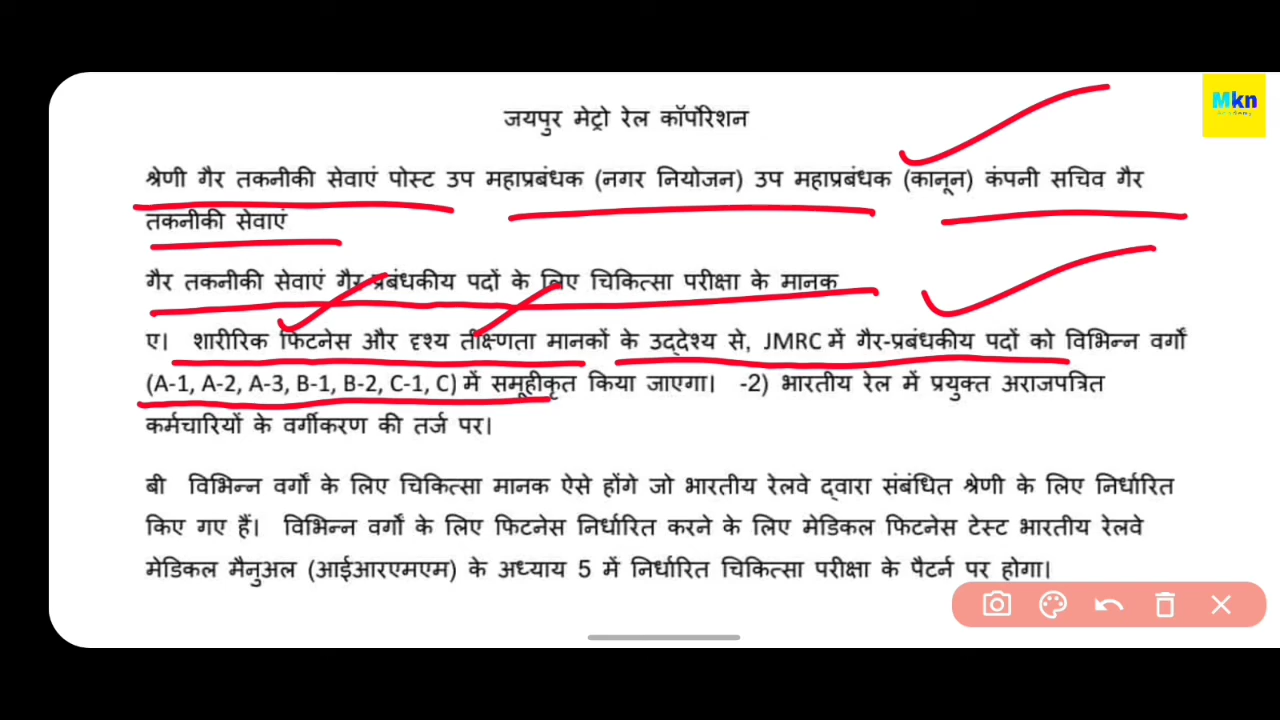 Mkn
Academy
जयपुर मेट्रो रेल कॉर्पोरेशन
श्रेणी गैर तकनीकी सेवाएं पोस्ट उप महाप्रबंधक (नगर नियोजन) उप महाप्रबंधक (कानून) कंपनी सचिव गैर
तकनीकी सेवाएं
गैर तकनीकी सेवाएं गैर प्रबंधकीय पदों के लिए चिकित्सा परीक्षा के मानक
ए। शारीरिक फिटनेस और दृश्य तीक्ष्णता मानकों के उद्देश्य से, JMRC में गैर-प्रबंधकीय पदों को विभिन्न वर्गों
(A-1, A-2, A-3, B-1, B-2, C-1, C) में समूहीकृत किया जाएगा। -2) भारतीय रेल में प्रयुक्त अराजपत्रित
कर्मचारियों के वर्गीकरण की तर्ज पर।
बी विभिन्न वर्गों के लिए चिकित्सा मानक ऐसे होंगे जो भारतीय रेलवे द्वारा संबंधित श्रेणी के लिए निर्धारित
किए गए हैं। विभिन्न वर्गों के लिए फिटनेस निर्धारित करने के लिए मेडिकल फिटनेस टेस्ट भारतीय रेलवे
मेडिकल मैनुअल (आईआरएमएम) के अध्याय 5 में निर्धारित चिकित्सा परीक्षा के पैटर्न पर होगा।